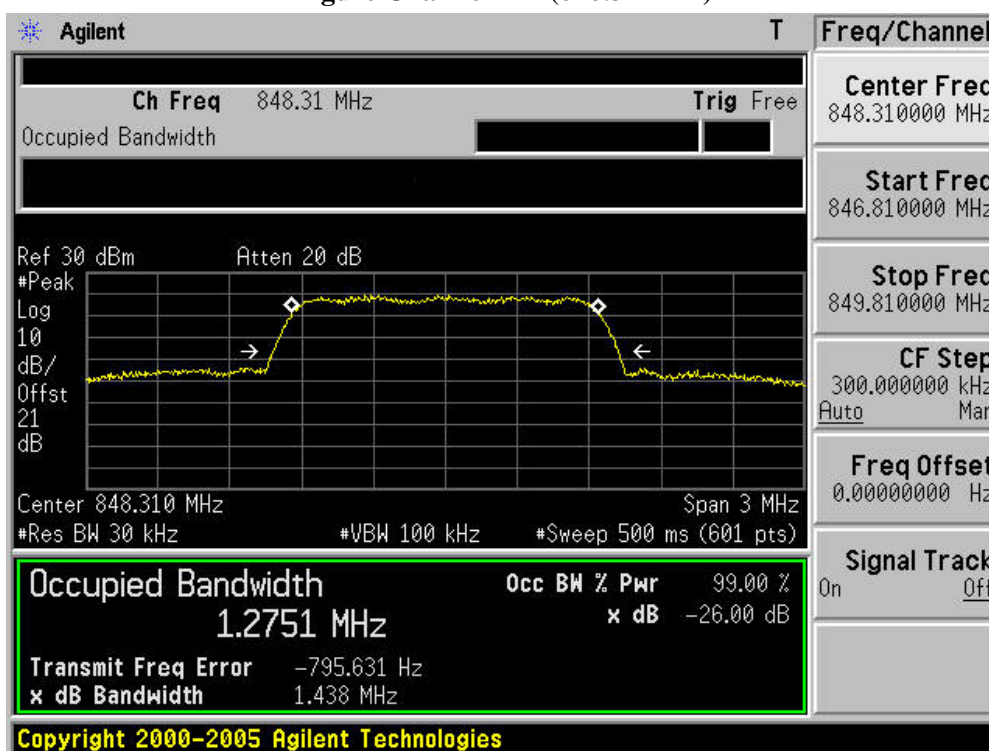 Agilent T Freq/Channel
Ch Freq 848.31 MHz Trig Free
Occupied Bandwidth
Center Freq
848.310000 MHz
Start Freq
846.810000 MHz
Stop Freq
849.810000 MHz
CF Step
300.000000 kHz
Auto Man
Freq Offset
0.00000000 Hz
Signal Track
On Off
Ref 30 dBm Atten 20 dB
#Peak
Log
10
dB/
Offst
21
dB
Center 848.310 MHz Span 3 MHz
#Res BW 30 kHz #VBW 100 kHz #Sweep 500 ms (601 pts)
Occupied Bandwidth Occ BW % Pwr 99.00 %
1.2751 MHz x dB -26.00 dB
Transmit Freq Error -795.631 Hz
x dB Bandwidth 1.438 MHz
Copyright 2000-2005 Agilent Technologies